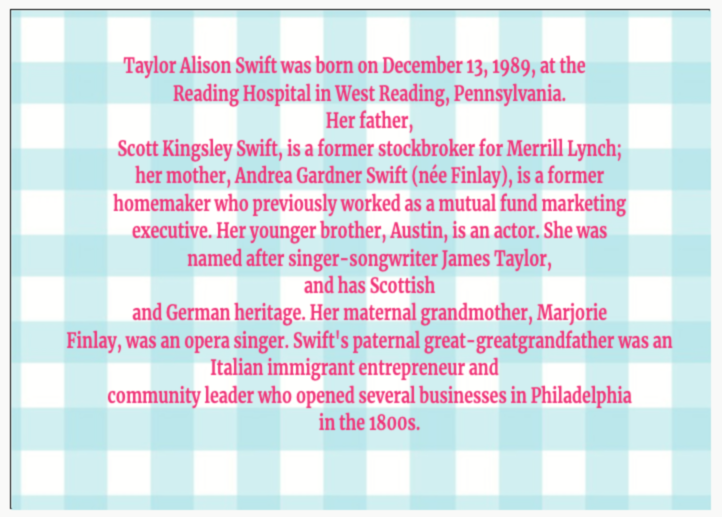 Taylor Alison Swift was born on December 13, 1989, at the
Reading Hospital in West Reading, Pennsylvania.
Her father,
Scott Kingsley Swift, is a former stockbroker for Merrill Lynch;
her mother, Andrea Gardner Swift (née Finlay), is a former
homemaker who previously worked as a mutual fund marketing
executive. Her younger brother, Austin, is an actor. She was
named after singer-songwriter James Taylor,
and has Scottish
and German heritage. Her maternal grandmother, Marjorie
Finlay, was an opera singer. Swift's paternal great-greatgrandfather was an
Italian immigrant entrepreneur and
community leader who opened several businesses in Philadelphia
in the 1800s.